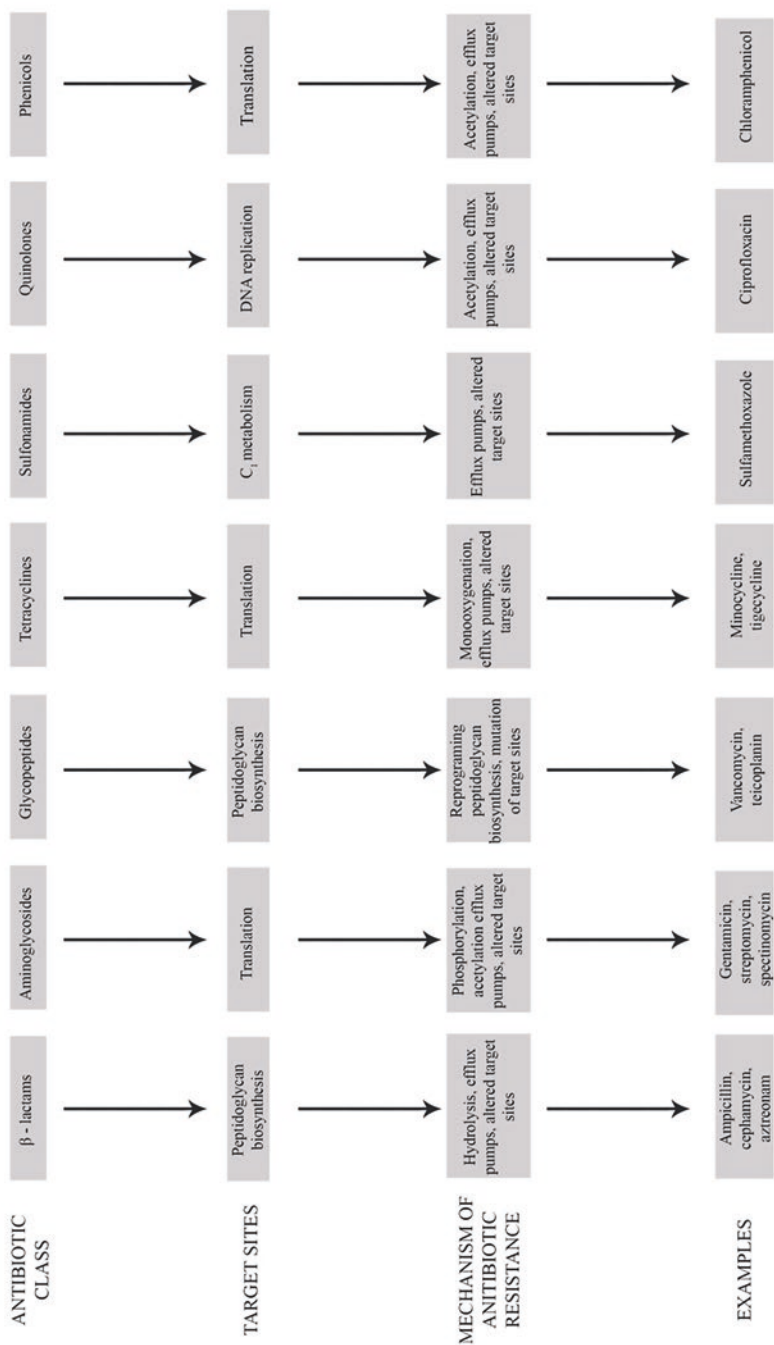 ANTIBIOTIC
CLASS
β - lactams
Aminoglycosides
Glycopeptides
Tetracyclines
Sulfonamides
Quinolones
Phenicols
TARGET SITES
Peptidoglycan
biosynthesis
Translation
Peptidoglycan
biosynthesis
Translation
C₁ metabolism
DNA replication
Translation
MECHANISM OF
ANITIBIOTIC
RESISTANCE
Hydrolysis, efflux
pumps, altered target
sites
Phosphorylation,
acetylation efflux
pumps, altered target
sites
Reprograming
peptidoglycan
biosynthesis, mutation
of target sites
Monooxygenation,
efflux pumps, altered
target sites
Efflux pumps, altered
target sites
Acetylation, efflux
pumps, altered target
sites
Acetylation, efflux
pumps, altered target
sites
EXAMPLES
Ampicillin,
cephamycin,
aztreonam
Gentamicin,
streptomycin,
spectinomycin
Vancomycin,
teicoplanin
Minocycline,
tigecycline
Sulfamethoxazole
Ciprofloxacin
Chloramphenicol